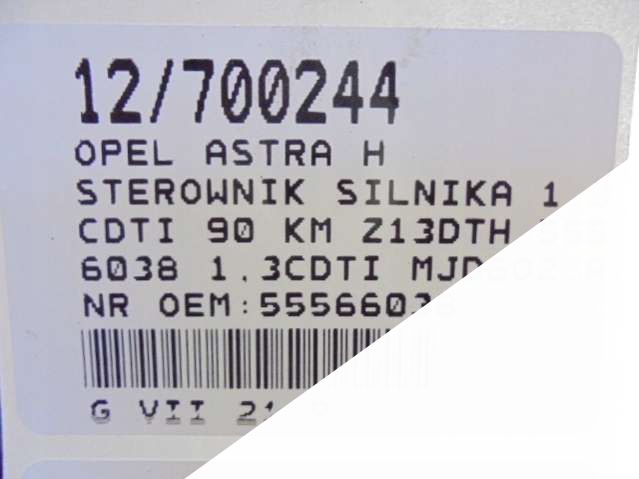 12/700244
OPEL ASTRA H
STEROWNIK SILNIKA 1
CDTI 90 KM Z13DTH
6038 1.3CDTI
NR OEM:
G VII